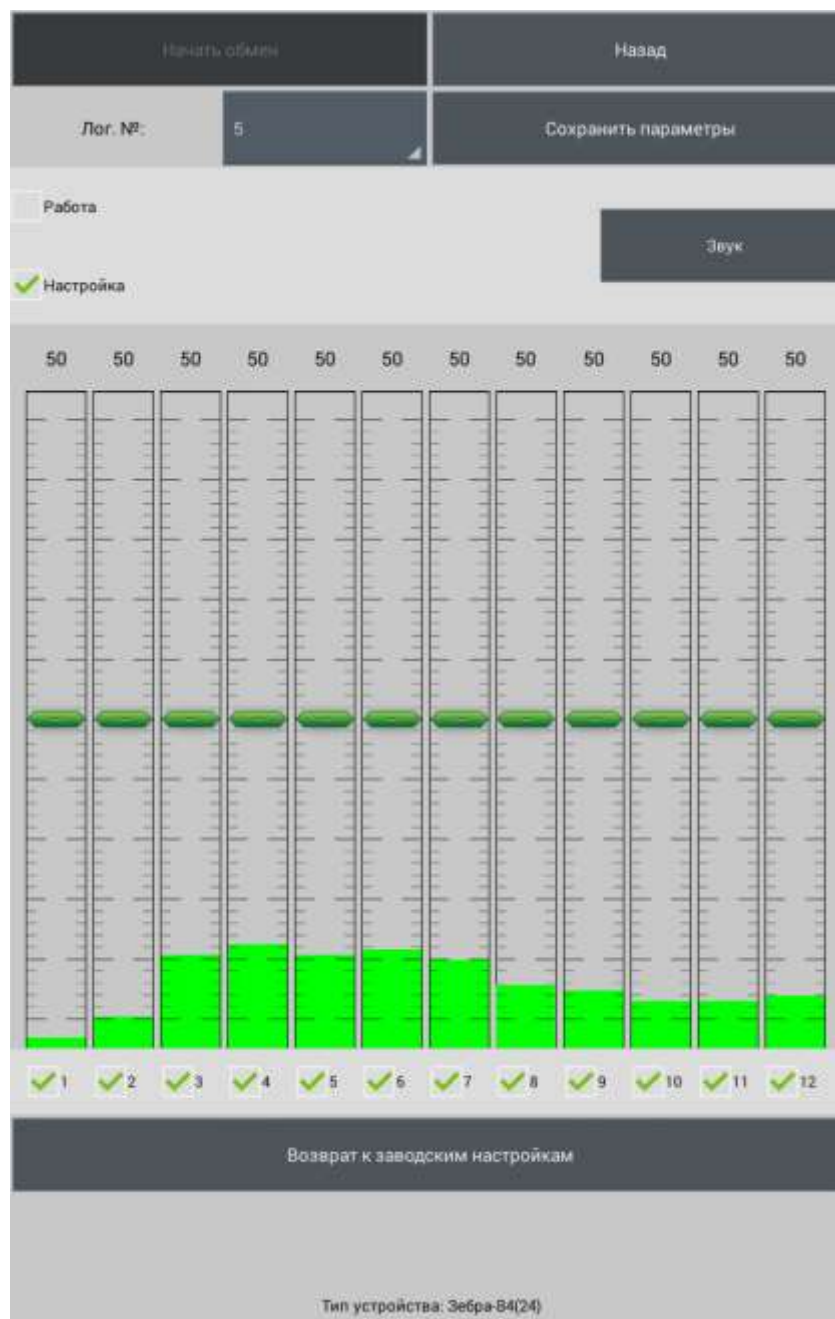 Начать обмен
Назад
Лог. №:
5
Сохранить параметры
Работа
Звук
Настройка
50 50 50 50 50 50 50 50 50 50 50 50
1 2 3 4 5 6 7 8 9 10 11 12
Возврат к заводским настройкам
Тип устройства: Зебра-В4(24)